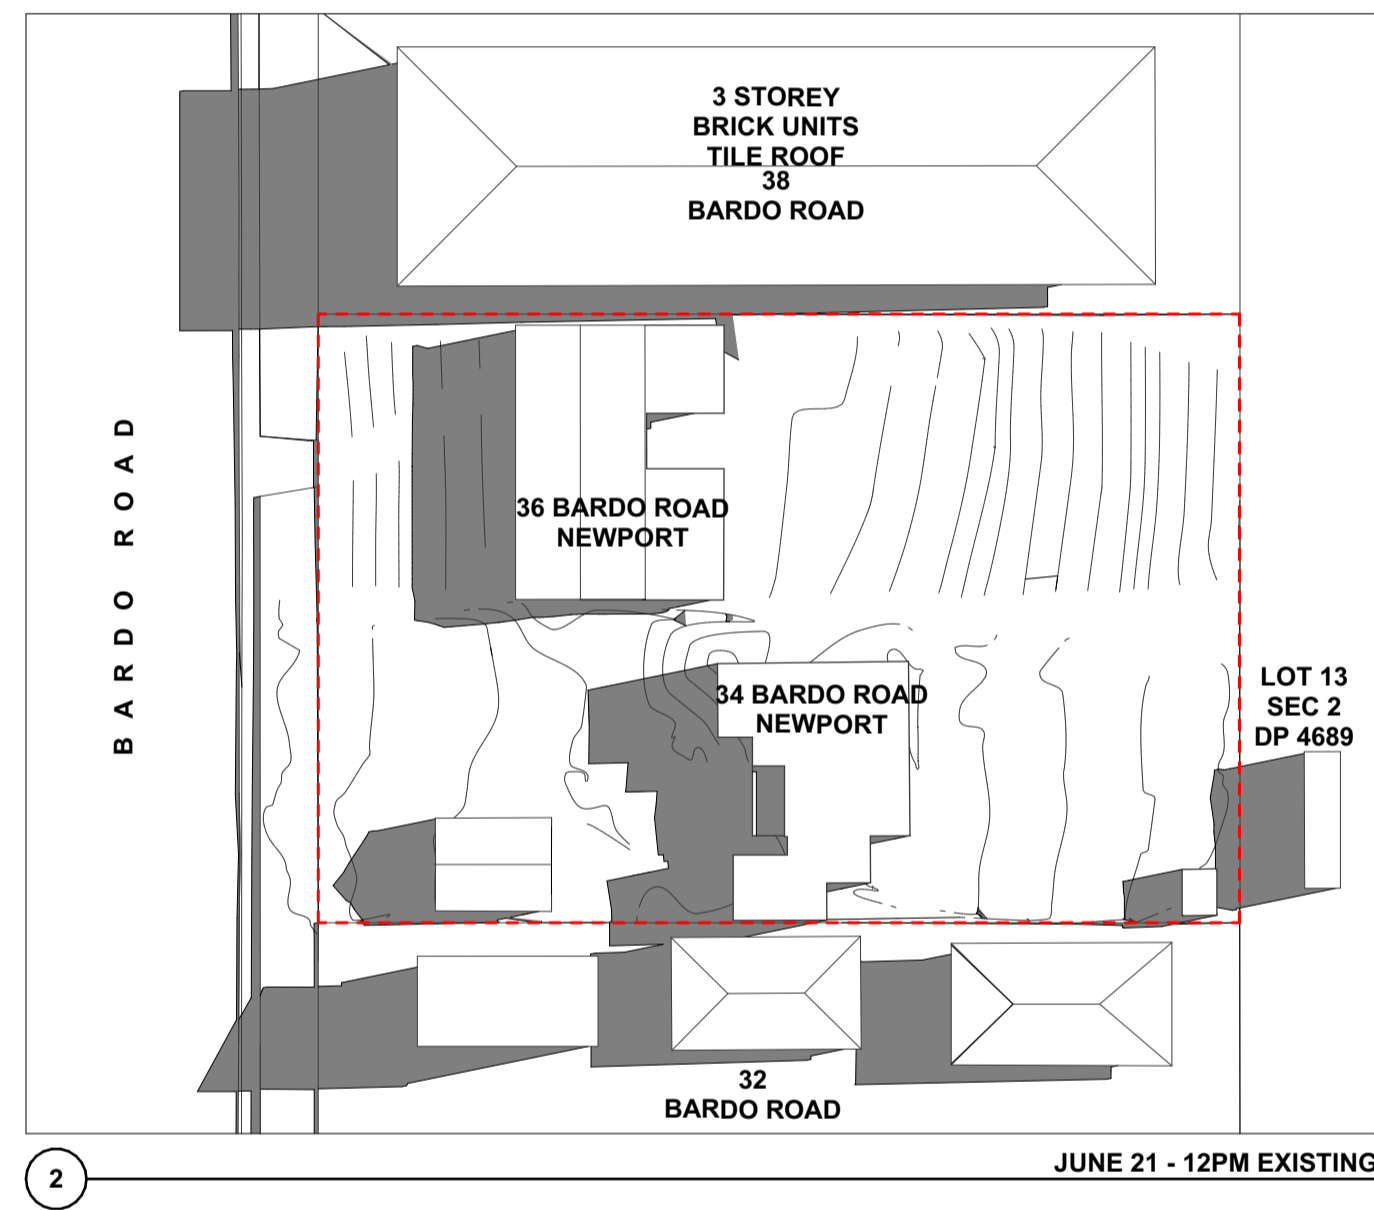 3 STOREY
BRICK UNITS
TILE ROOF
38
BARDO ROAD
BARDO ROAD
36 BARDO ROAD
NEWPORT
34 BARDO ROAD
NEWPORT
LOT 13
SEC 2
DP 4689
32
BARDO ROAD
2
JUNE 21 - 12PM EXISTING